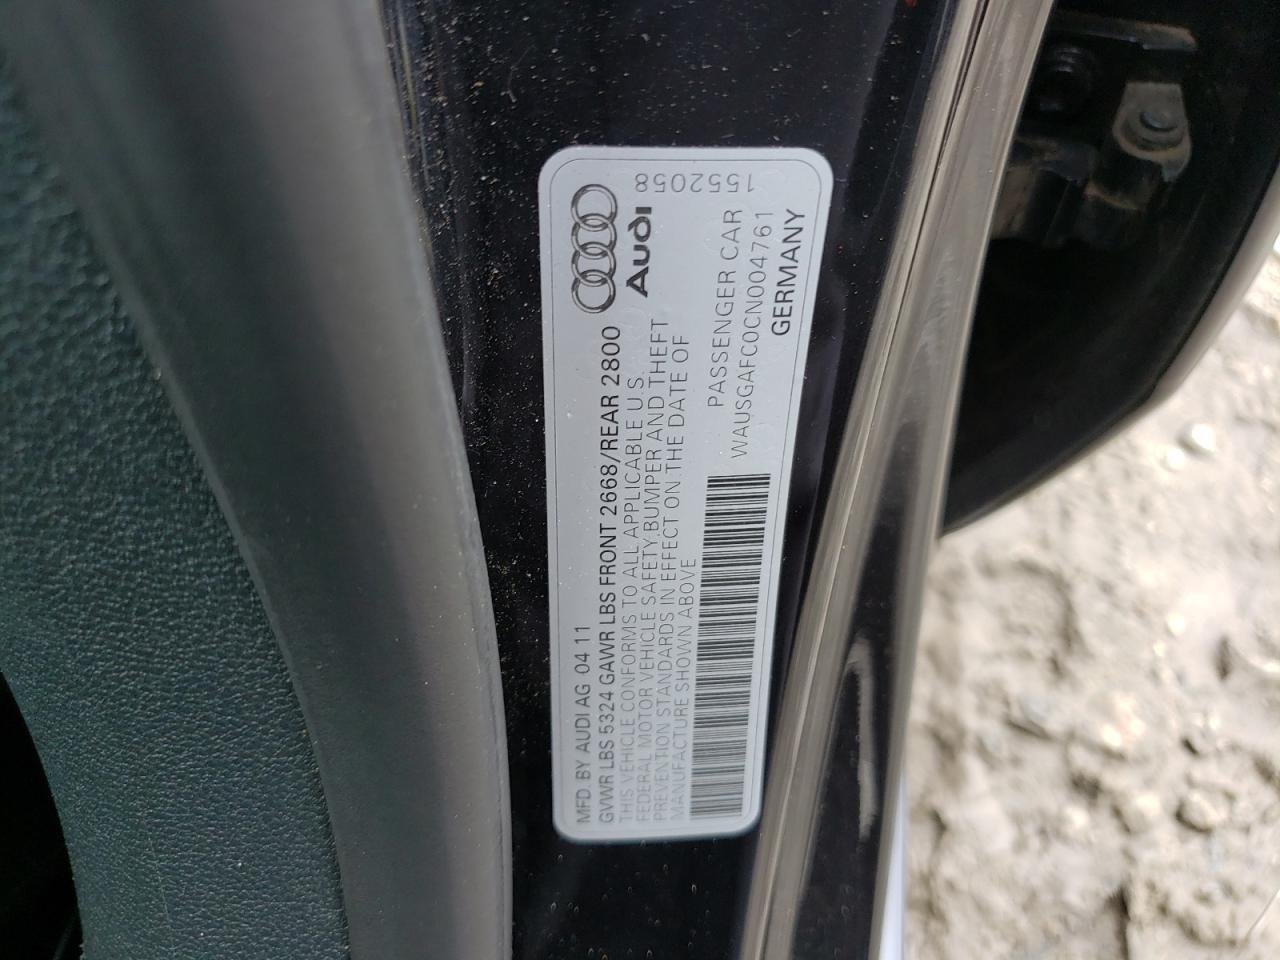 MFD. BY AUDI AG 04 11
GVWR LBS 5324 GAWR LBS FRONT 2668/REAR 2800
THIS VEHICLE CONFORMS TO ALL APPLICABLE U.S.
FEDERAL MOTOR VEHICLE SAFETY,BUMPER AND THEFT
PREVENTION STANDARDS IN EFFECT ON THE DATE OF
MANUFACTURE SHOWN ABOVE
Audi
1552058
PASSENGER CAR
WAUSGAFC0CN004761
GERMANY